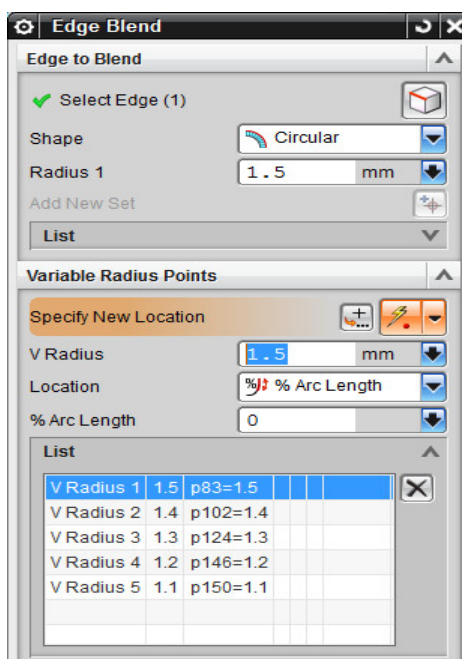 Edge Blend
Edge to Blend
Select Edge (1)
Shape Circular
Radius 1 1.5 mm
Add New Set
List
Variable Radius Points
Specify New Location
V Radius 1.5 mm
Location % Arc Length
% Arc Length 0
List
V Radius 1 1.5 p83=1.5
V Radius 2 1.4 p102=1.4
V Radius 3 1.3 p124=1.3
V Radius 4 1.2 p146=1.2
V Radius 5 1.1 p150=1.1